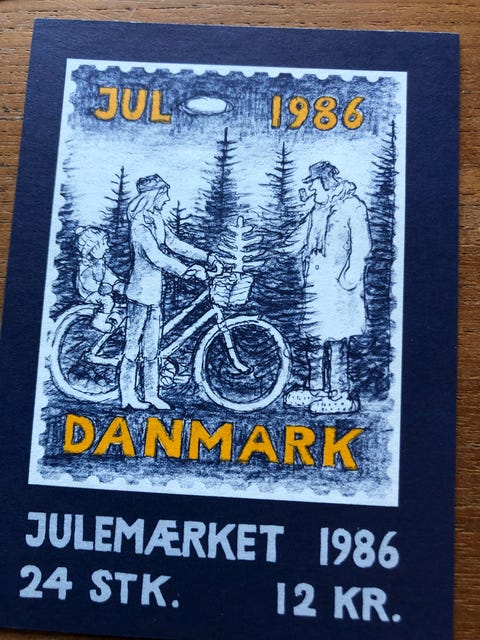 JUL 1986
DANMARK
JULEMÆRKET 1986
24 STK. 12 KR.